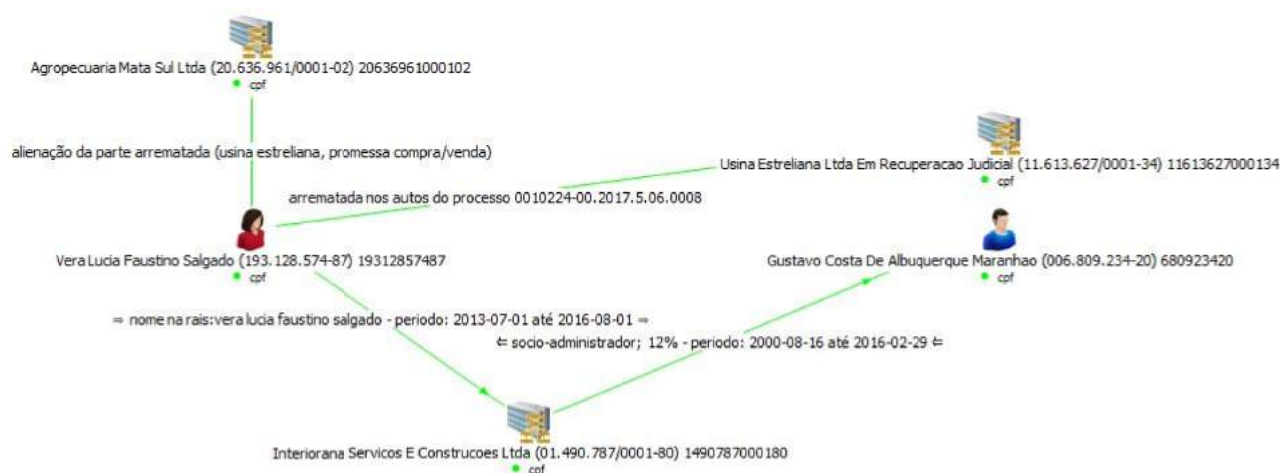 Agropecuaria Mata Sul Ltda (20.636.961/0001-02) 20636961000102
cpf
alienação da parte arrematada (usina estreliana, promessa compra/venda)
Usina Estreliana Ltda Em Recuperacao Judicial (11.613.627/0001-34) 11613627000134
cpf
arrematada nos autos do processo 0010224-00.2017.5.06.0008
Vera Lucia Faustino Salgado (193.128.574-87) 19312857487
cpf
Gustavo Costa De Albuquerque Maranhao (006.809.234-20) 680923420
cpf
⇒ nome na rais:vera lucia faustino salgado - periodo: 2013-07-01 até 2016-08-01 ⇒
⇐ socio-administrador; 12% - periodo: 2000-08-16 até 2016-02-29 ⇐
Interiorana Servicos E Construcoes Ltda (01.490.787/0001-80) 1490787000180
cpf